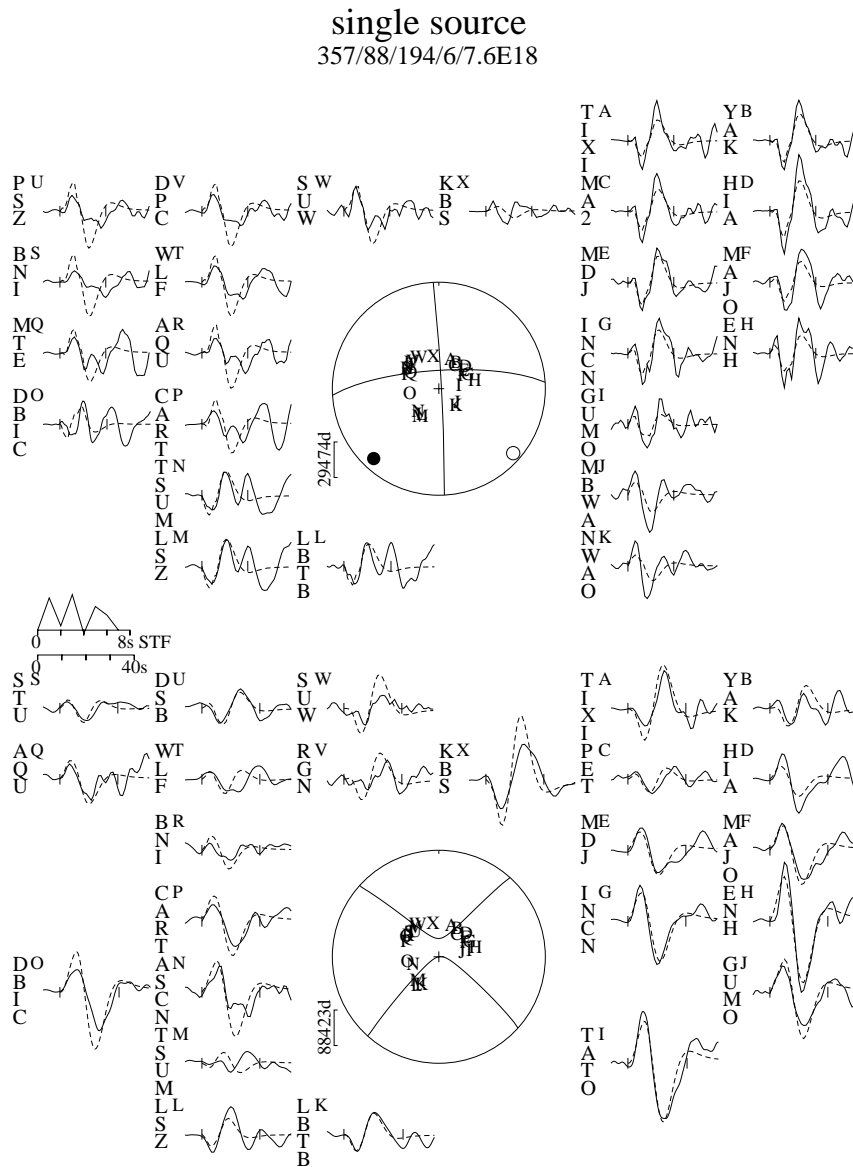 single source
357/88/194/6/7.6E18
TIXI A
YAK B
PSZ U
DPC V
SUW W
KBS X
MA2 C
HIA D
BNI S
WLF T
MDJ E
MAJO F
MTE Q
AQU R
INCN G
ENH H
W X A
H
I
O
K
N M
DBIC O
CART P
GUMO I
29474d
TSUM N
MBWA J
LSZ M
LBTB L
NWAO K
0 8s STF
0 40s
STU S
DSB U
SUW W
TIXI A
YAK B
AQU Q
WLF T
RGN V
KBS X
PET C
HIA D
BNI R
MDJ E
MAJO F
CART P
INCN G
ENH H
W X A
H
O N
K
DBIC O
ASCN N
GUMO J
88423d
TSUM M
TATO I
LSZ L
LBTB K